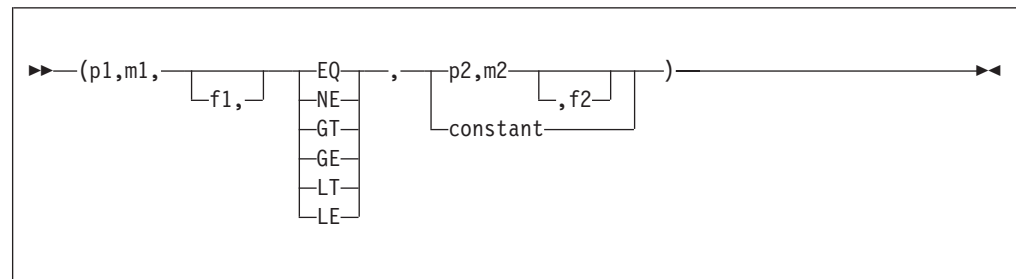 (p1,m1, EQ , p2,m2 )
f1, NE ,f2
GT constant
GE
LT
LE